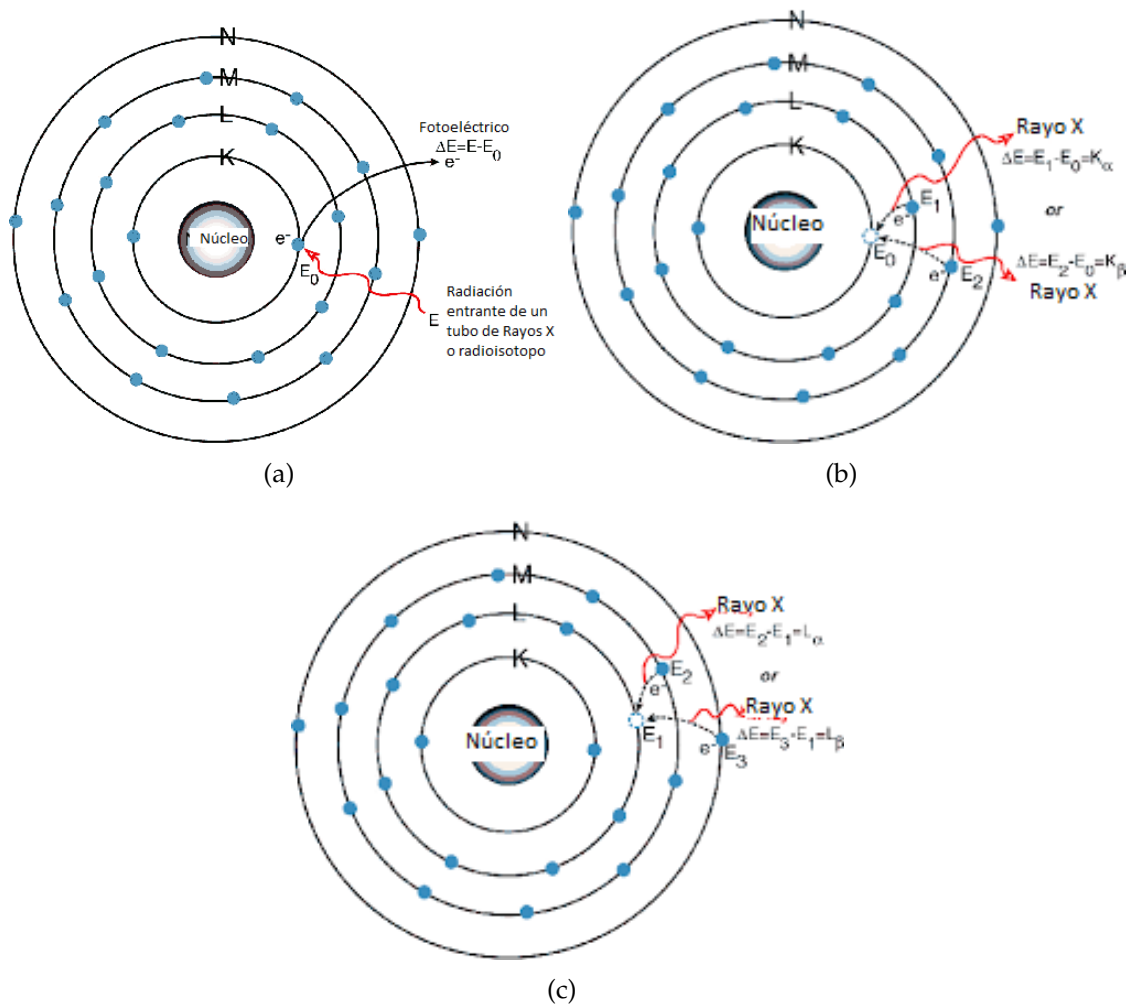 N
M
L
K
Fotoeléctrico
ΔE=E-E₀
e⁻
Núcleo
e⁻
E₀
E
Radiación
entrante de un
tubo de Rayos X
o radioisotopo
(a)
N
M
L
K
Rayo X
ΔE=E₁-E₀=Kα
or
ΔE=E₂-E₀=Kβ
Rayo X
Núcleo
E₁
e⁻
E₀
e⁻
E₂
(b)
N
M
L
K
Rayo X
ΔE=E₂-E₁=Lα
or
Rayo X
ΔE=E₃-E₁=Lβ
E₂
e⁻
E₁
e⁻
E₃
Núcleo
(c)